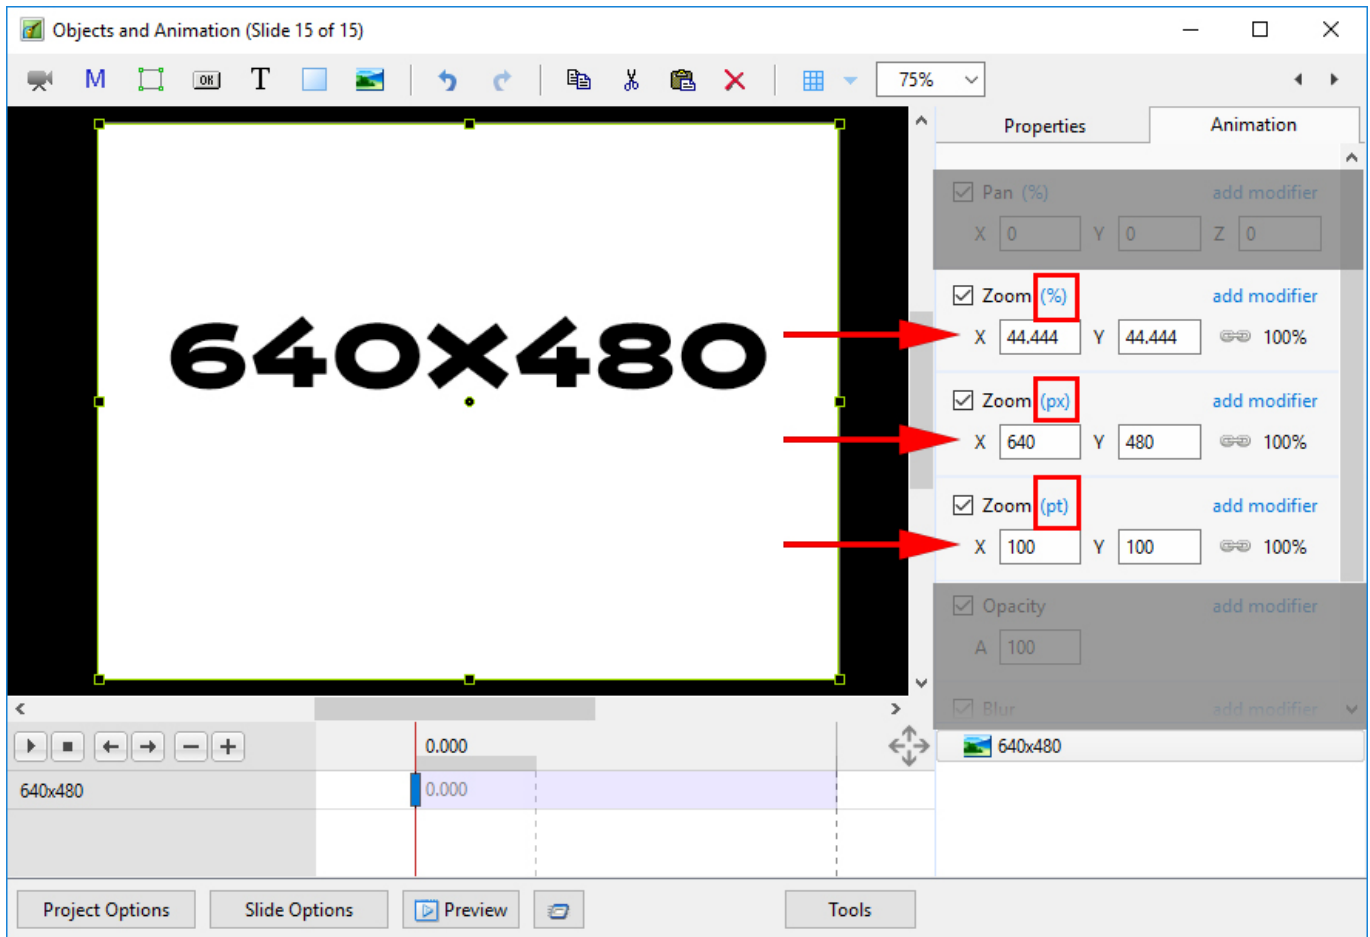 Objects and Animation (Slide 15 of 15)
M OK T 75%
Properties Animation
Pan (%) add modifier
X 0 Y 0 Z 0
Zoom (%) add modifier
X 44.444 Y 44.444 100%
640x480
Zoom (px) add modifier
X 640 Y 480 100%
Zoom (pt) add modifier
X 100 Y 100 100%
Opacity add modifier
A 100
Blur add modifier
0.000
640x480
640x480 0.000
Project Options Slide Options Preview Tools